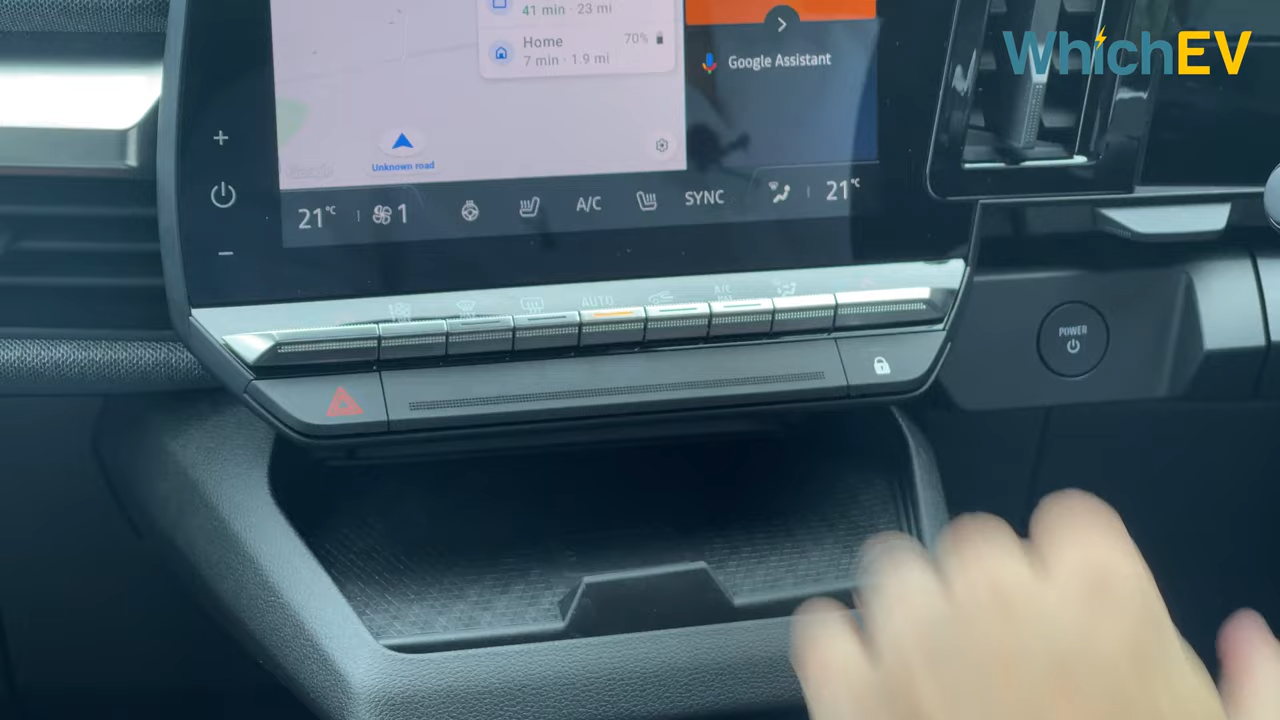 WhichEV
41 min · 23 mi
Home
70%
7 min · 1.9 mi
Google Assistant
Unknown road
21°C
1
A/C
SYNC
21°C
AUTO
A/C
MAX
POWER